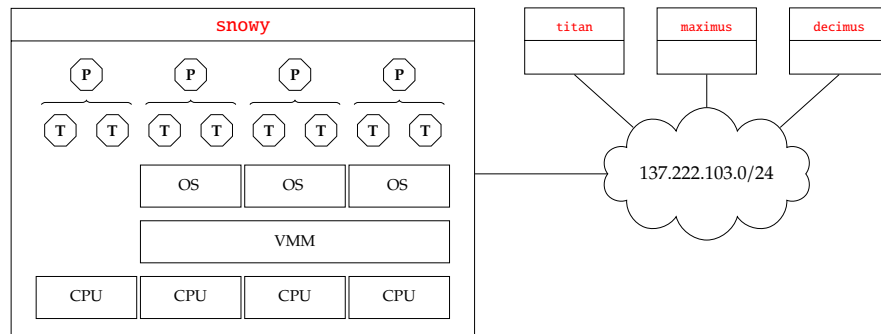 snowy
titan maximus decimus
P P P P
T T T T T T T T
137.222.103.0/24
OS OS OS
VMM
CPU CPU CPU CPU